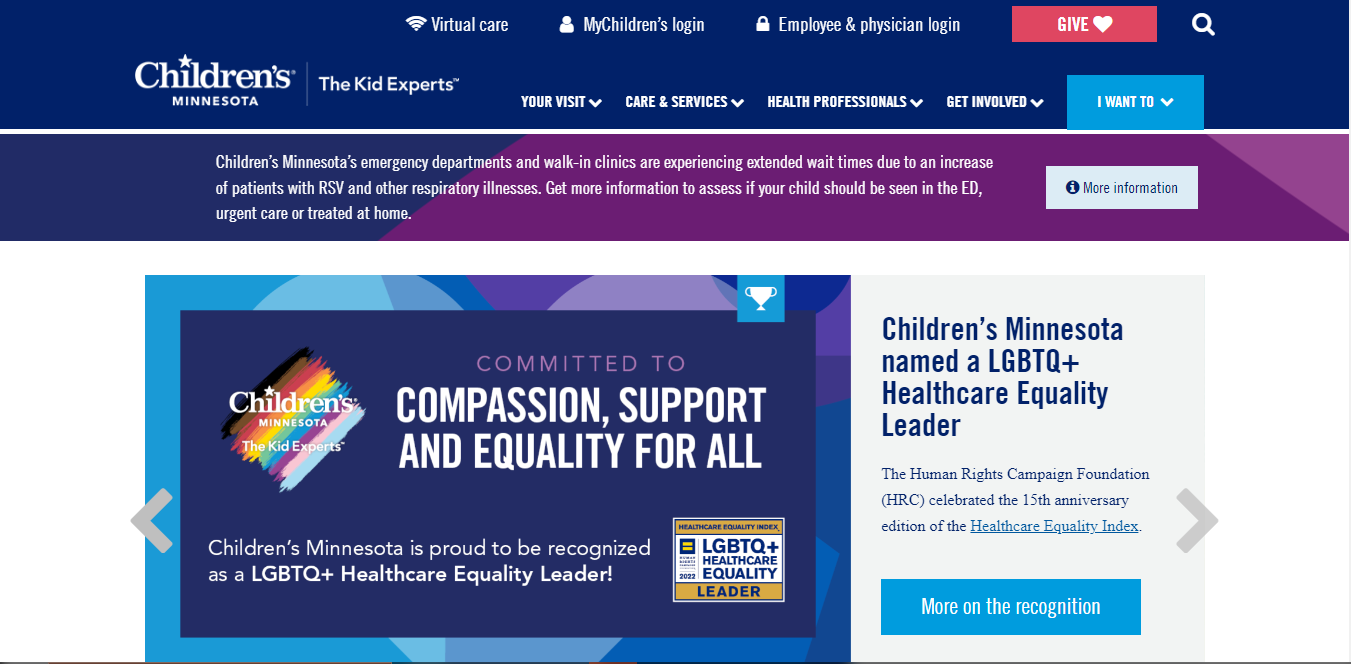 Virtual care
MyChildren's login
Employee & physician login
GIVE
Children's
MINNESOTA
The Kid Experts™
YOUR VISIT
CARE & SERVICES
HEALTH PROFESSIONALS
GET INVOLVED
I WANT TO
Children's Minnesota's emergency departments and walk-in clinics are experiencing extended wait times due to an increase
of patients with RSV and other respiratory illnesses. Get more information to assess if your child should be seen in the ED,
urgent care or treated at home.
More information
COMMITTED TO
COMPASSION, SUPPORT
AND EQUALITY FOR ALL
Children's
MINNESOTA
The Kid Experts™
Children's Minnesota is proud to be recognized
as a LGBTQ+ Healthcare Equality Leader!
HEALTHCARE EQUALITY INDEX
2022
LGBTQ+
HEALTHCARE
EQUALITY
LEADER
Children's Minnesota
named a LGBTQ+
Healthcare Equality
Leader
The Human Rights Campaign Foundation
(HRC) celebrated the 15th anniversary
edition of the Healthcare Equality Index.
More on the recognition